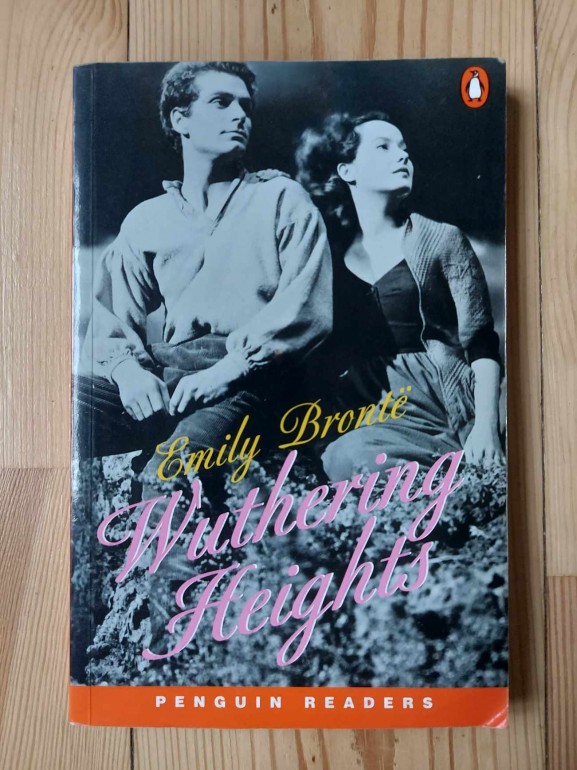 Emily Brontë
Wuthering
Heights
PENGUIN READERS